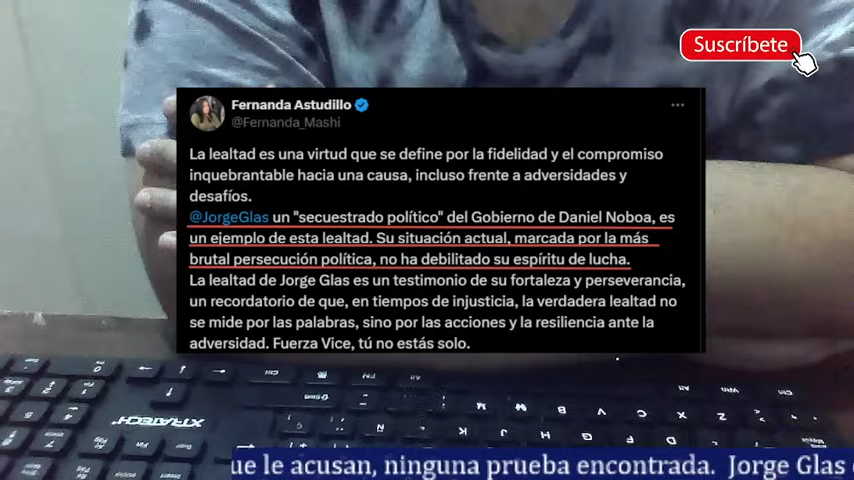 Suscríbete
Fernanda Astudillo
@Fernanda_Mashi
La lealtad es una virtud que se define por la fidelidad y el compromiso
inquebrantable hacia una causa, incluso frente a adversidades y
desafíos.
@JorgeGlas un "secuestrado político" del Gobierno de Daniel Noboa, es
un ejemplo de esta lealtad. Su situación actual, marcada por la más
brutal persecución política, no ha debilitado su espíritu de lucha.
La lealtad de Jorge Glas es un testimonio de su fortaleza y perseverancia,
un recordatorio de que, en tiempos de injusticia, la verdadera lealtad no
se mide por las palabras, sino por las acciones y la resiliencia ante la
adversidad. Fuerza Vice, tú no estás solo.
XTRATECH
ue le acusan, ninguna prueba encontrada. Jorge Glas